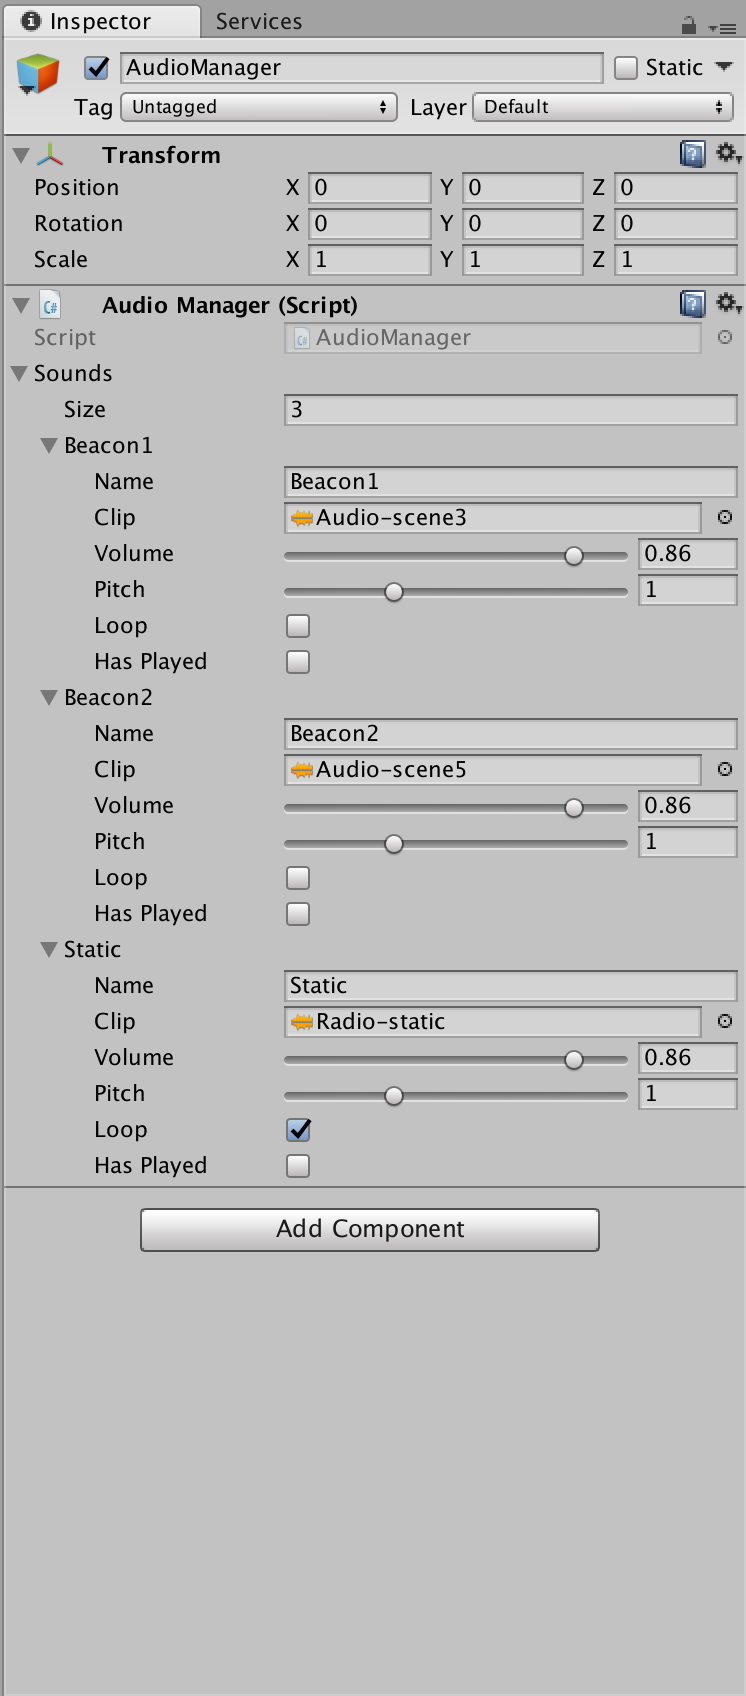 Inspector Services
AudioManager Static
Tag Untagged Layer Default
Transform
Position X 0 Y 0 Z 0
Rotation X 0 Y 0 Z 0
Scale X 1 Y 1 Z 1
C# Audio Manager (Script)
Script C# AudioManager
Sounds
Size 3
Beacon1
Name Beacon1
Clip Audio-scene3
Volume 0.86
Pitch 1
Loop
Has Played
Beacon2
Name Beacon2
Clip Audio-scene5
Volume 0.86
Pitch 1
Loop
Has Played
Static
Name Static
Clip Radio-static
Volume 0.86
Pitch 1
Loop
Has Played
Add Component